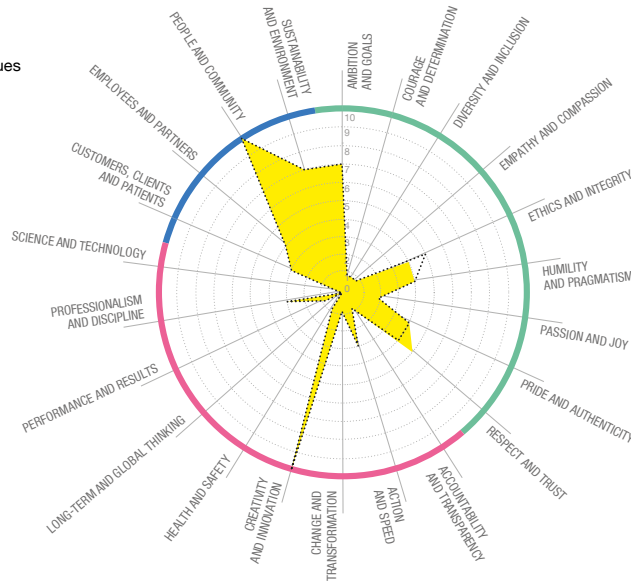 ues
AMBITION
AND GOALS
COURAGE
AND DETERMINATION
DIVERSITY AND INCLUSION
EMPATHY AND COMPASSION
ETHICS AND INTEGRITY
HUMILITY
AND PRAGMATISM
PASSION AND JOY
PRIDE AND AUTHENTICITY
RESPECT AND TRUST
ACCOUNTABILITY
AND TRANSPARENCY
ACTION
AND SPEED
CHANGE AND
TRANSFORMATION
CREATIVITY
AND INNOVATION
HEALTH AND SAFETY
LONG-TERM AND GLOBAL THINKING
PERFORMANCE AND RESULTS
PROFESSIONALISM
AND DISCIPLINE
SCIENCE AND TECHNOLOGY
CUSTOMERS, CLIENTS
AND PATIENTS
EMPLOYEES AND PARTNERS
PEOPLE AND COMMUNITY
SUSTAINABILITY
AND ENVIRONMENT
10
9
8
7
6
5
4
3
2
1
0